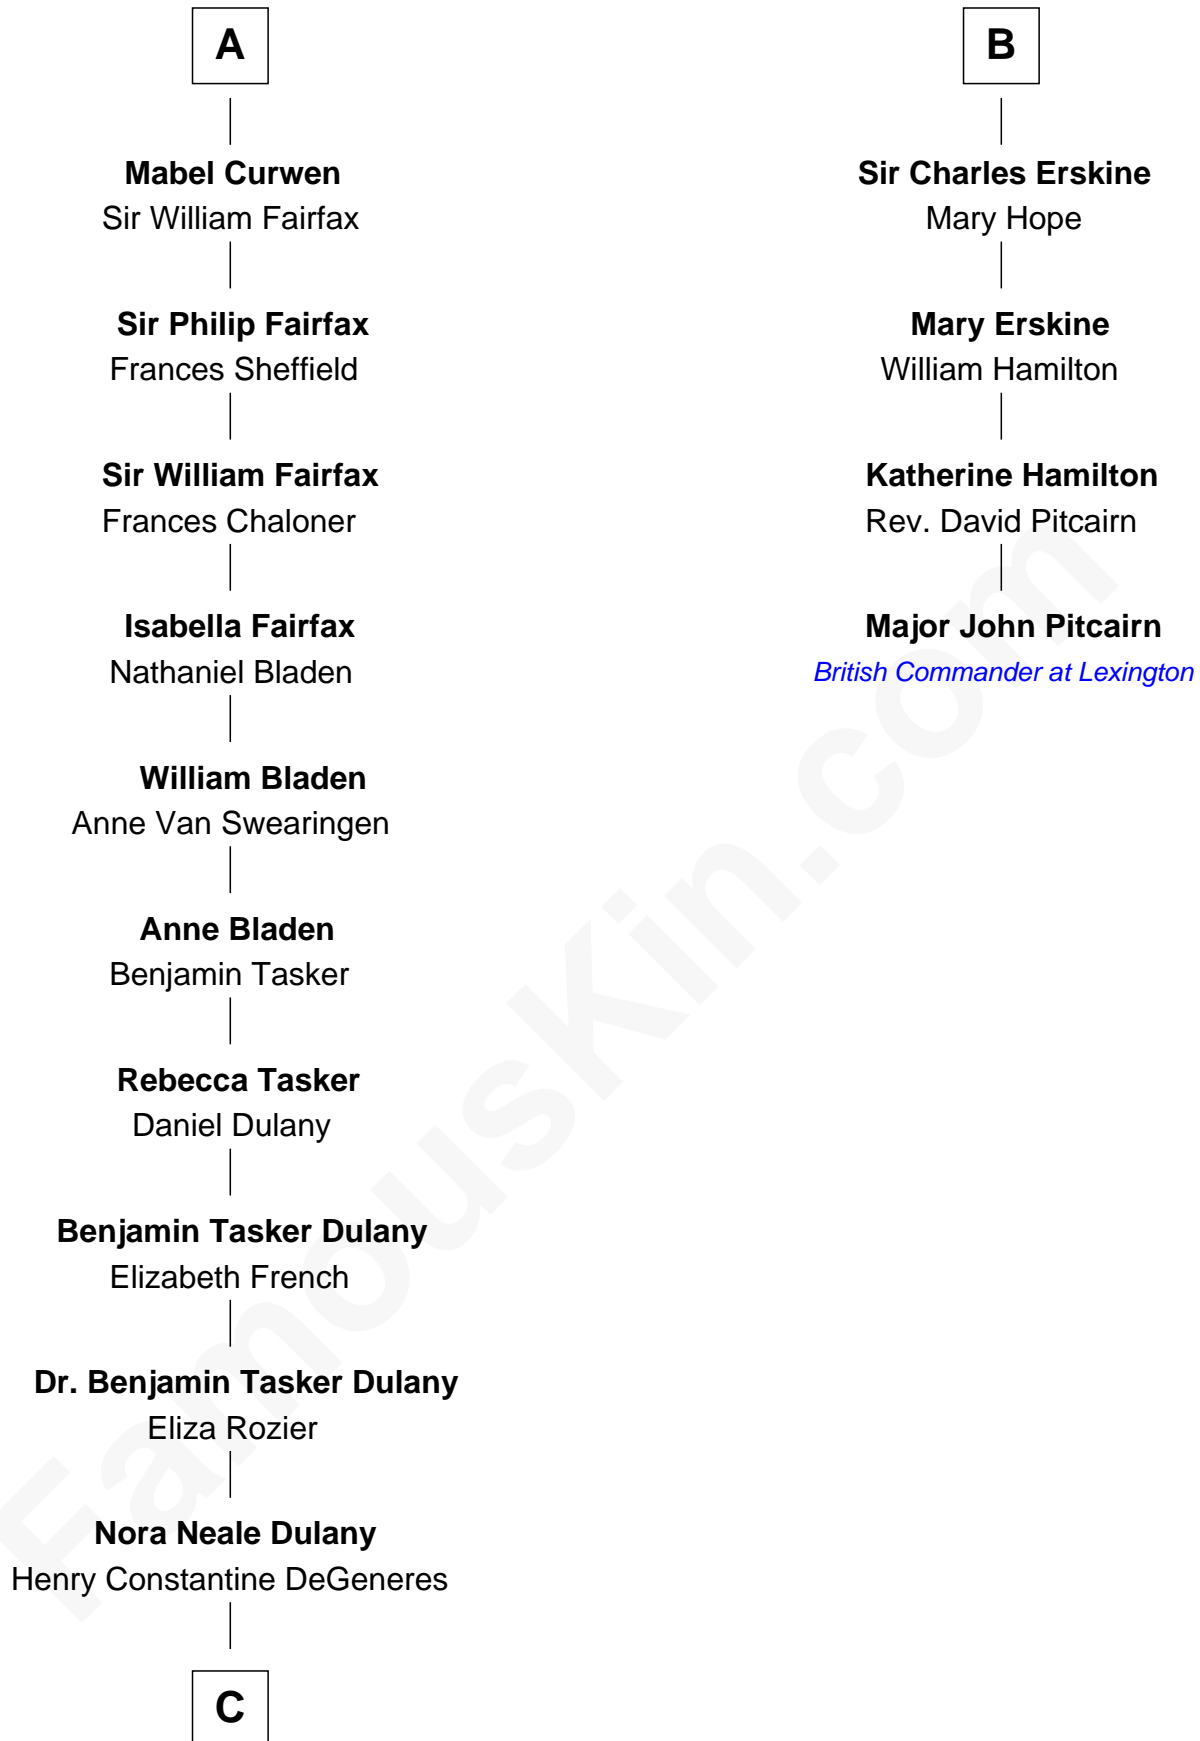 A
Mabel Curwen
Sir William Fairfax
Sir Philip Fairfax
Frances Sheffield
Sir William Fairfax
Frances Chaloner
Isabella Fairfax
Nathaniel Bladen
William Bladen
Anne Van Swearingen
Anne Bladen
Benjamin Tasker
Rebecca Tasker
Daniel Dulany
Benjamin Tasker Dulany
Elizabeth French
Dr. Benjamin Tasker Dulany
Eliza Rozier
Nora Neale Dulany
Henry Constantine DeGeneres
C
B
Sir Charles Erskine
Mary Hope
Mary Erskine
William Hamilton
Katherine Hamilton
Rev. David Pitcairn
Major John Pitcairn
British Commander at Lexington
FamousKin.com